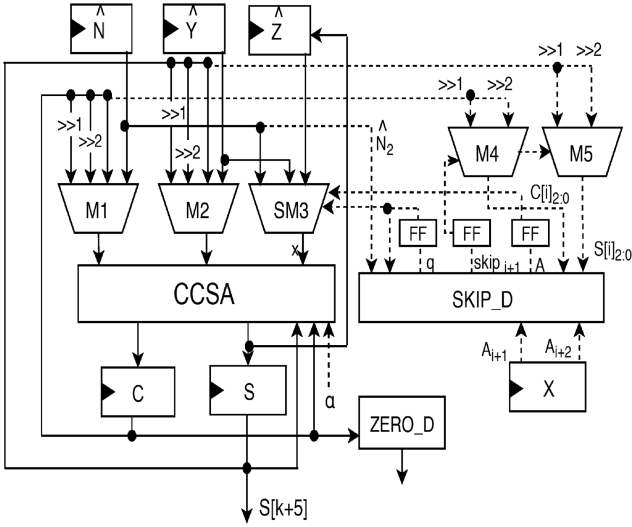 ^ ^ ^
N Y Z
>>1 >>2
>>1 >>2
>>1 >>1
>>2 >>2
^
N2
M4 M5
M1 M2 SM3
C[i]2:0
FF FF FF
S[i]2:0
x
q skip i+1 A
CCSA
SKIP_D
Ai+1 Ai+2
C S α X
ZERO_D
S[k+5]